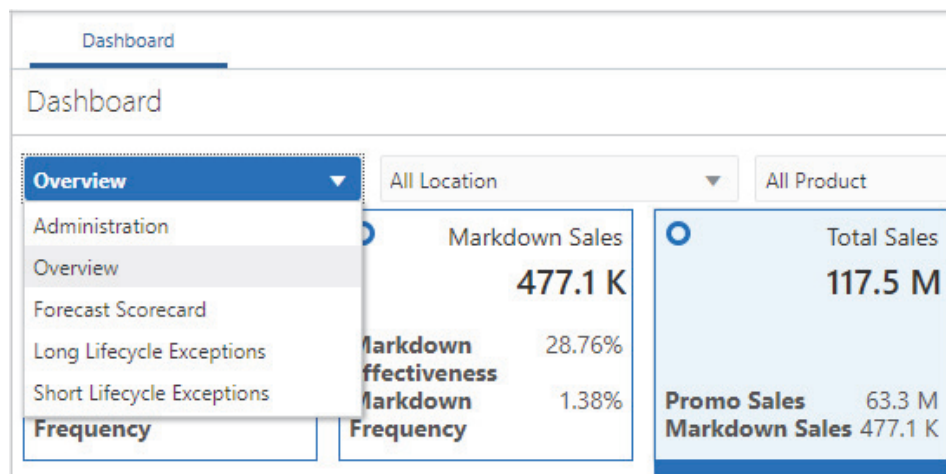 Dashboard
Dashboard
Overview
All Location
All Product
Administration
Overview
Forecast Scorecard
Long Lifecycle Exceptions
Short Lifecycle Exceptions
Frequency
Markdown Sales
477.1 K
Markdown 28.76%
Effectiveness
Markdown 1.38%
Frequency
Total Sales
117.5 M
Promo Sales 63.3 M
Markdown Sales 477.1 K